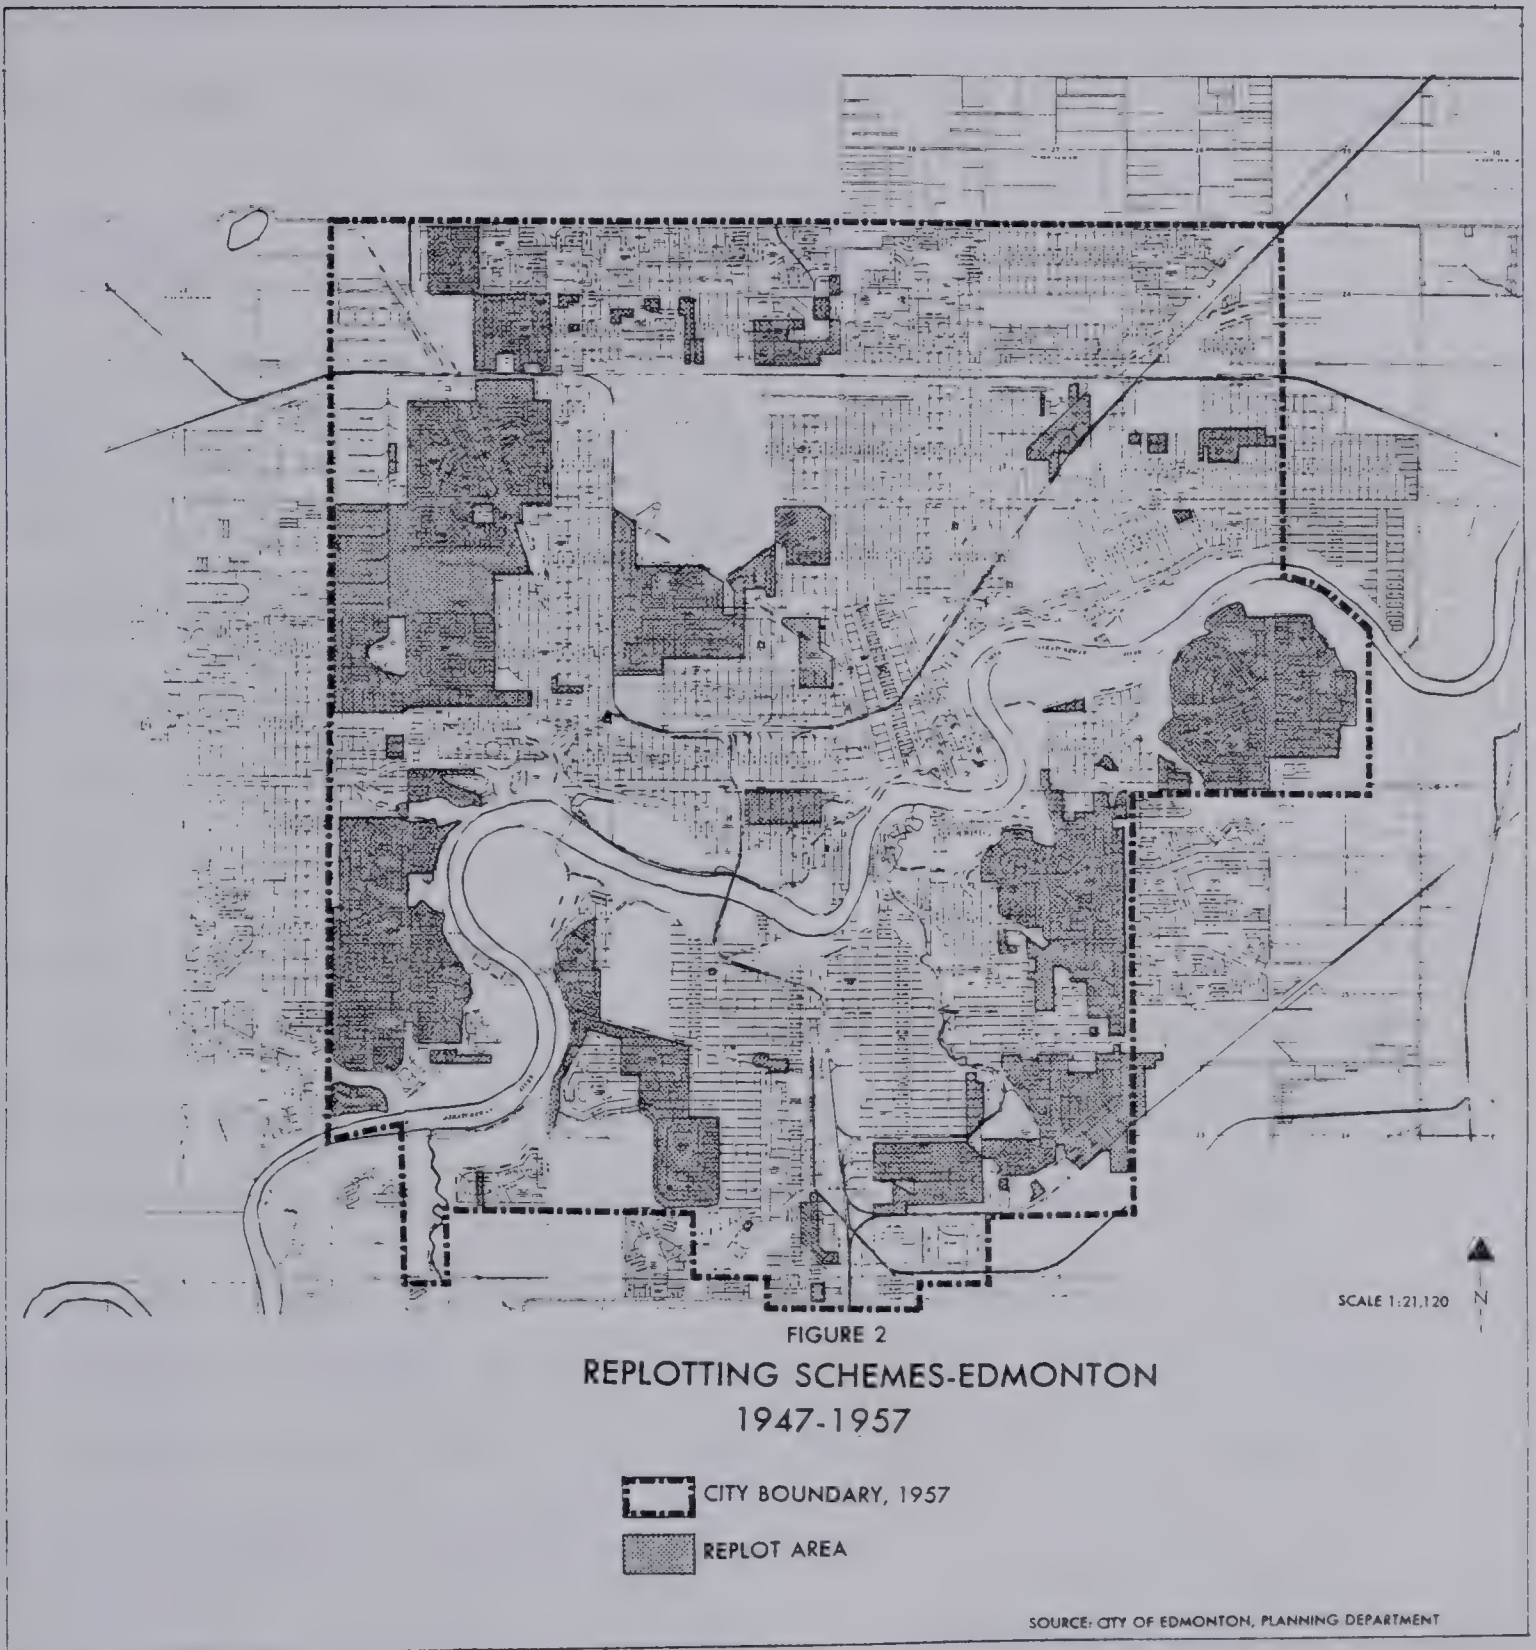 SCALE 1:21,120
N
FIGURE 2
REPLOTTING SCHEMES-EDMONTON
1947-1957
CITY BOUNDARY, 1957
REPLOT AREA
SOURCE: CITY OF EDMONTON, PLANNING DEPARTMENT